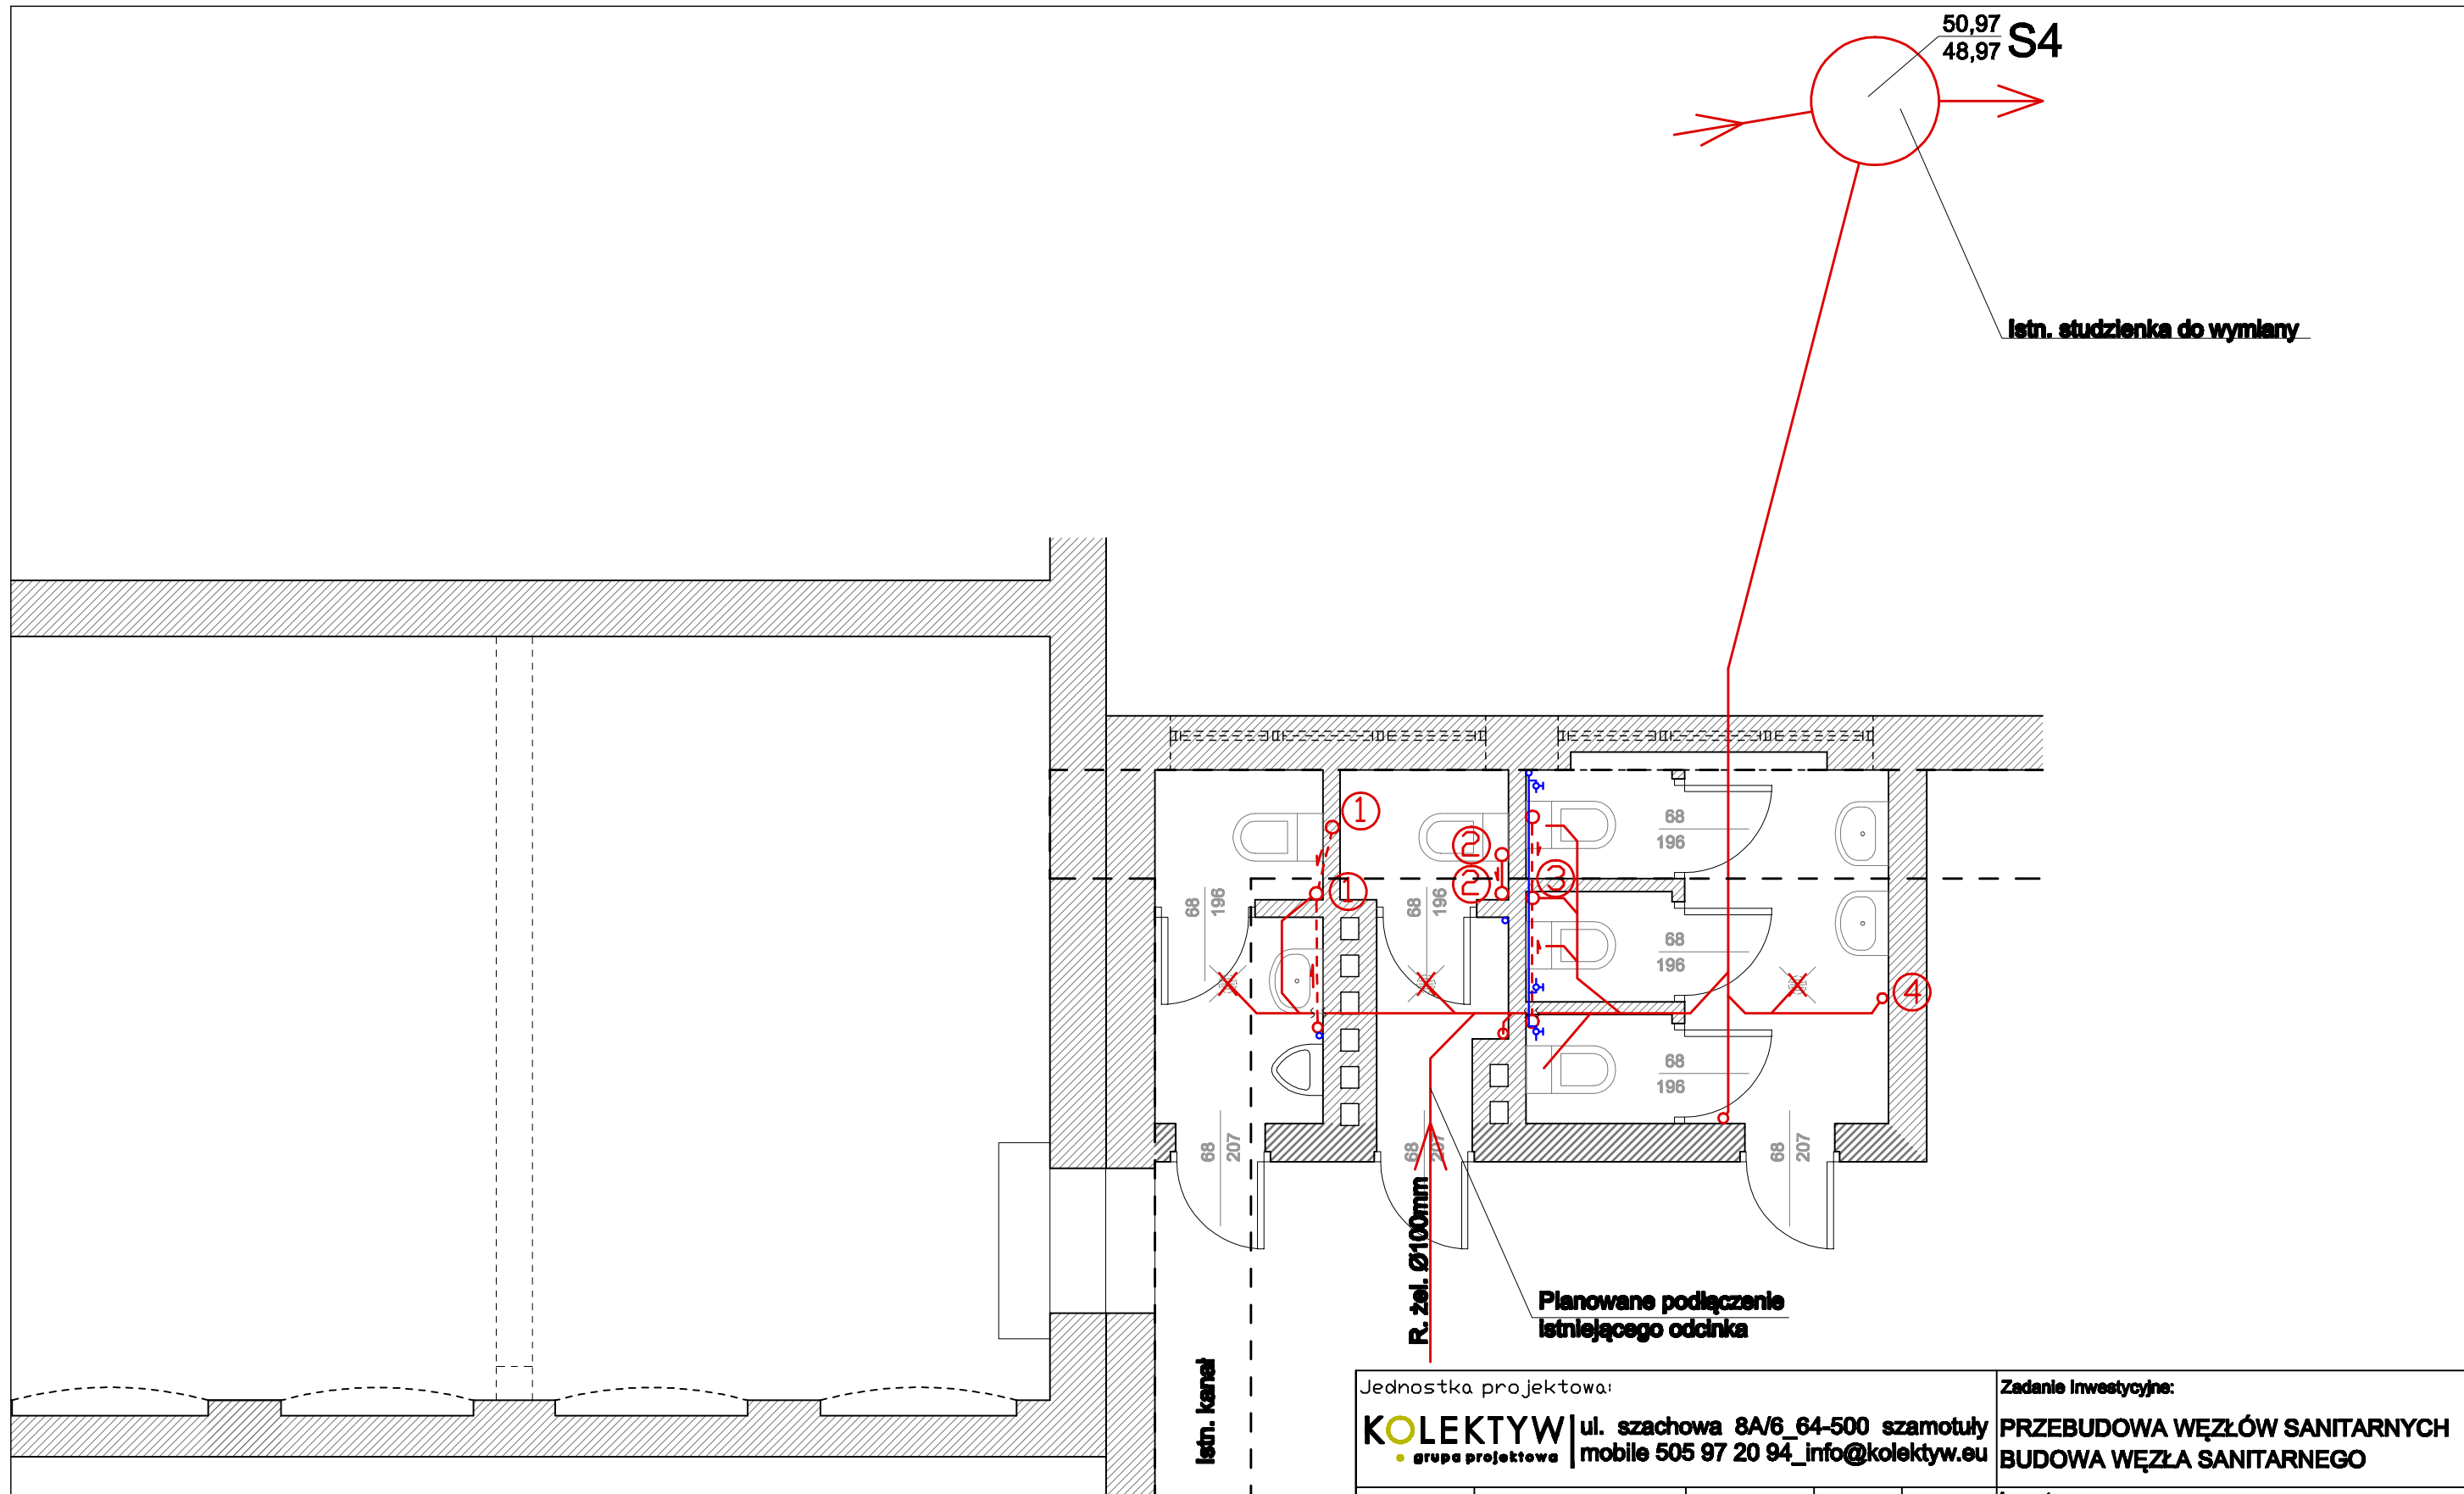 50,97
48,97
S4
Istn. studzienka do wymiany
1
1
2
2
3
4
68
196
68
196
68
196
68
196
68
196
68
207
68
207
68
207
R. żel. Ø100mm
Istn. kanał
Planowane podłączenie
istniejącego odcinka
Jednostka projektowa:
KOLEKTYW
grupa projektowa
ul. szachowa 8A/6_64-500 szamotuły
mobile 505 97 20 94_info@kolektyw.eu
Zadanie inwestycyjne:
PRZEBUDOWA WĘZŁÓW SANITARNYCH
BUDOWA WĘZŁA SANITARNEGO